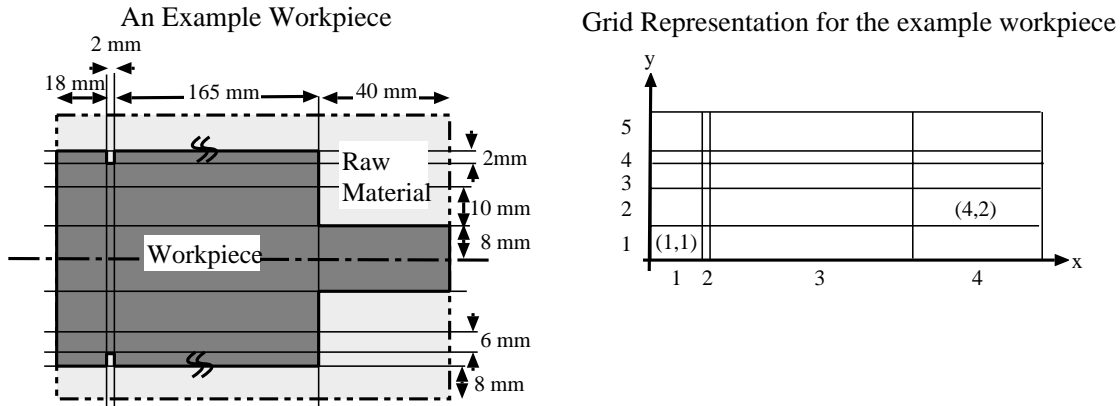 An Example Workpiece
2 mm
18 mm
165 mm
40 mm
Raw
Material
2mm
10 mm
8 mm
Workpiece
6 mm
8 mm
Grid Representation for the example workpiece
y
5
4
3
2
(4,2)
1
(1,1)
x
1 2 3 4